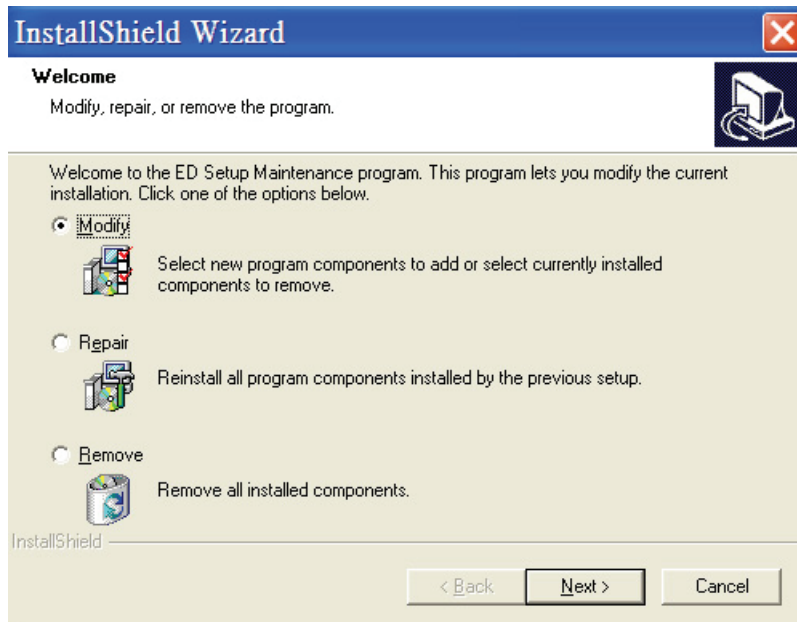 InstallShield Wizard
Welcome
Modify, repair, or remove the program.
Welcome to the ED Setup Maintenance program. This program lets you modify the current
installation. Click one of the options below.
Modify
Select new program components to add or select currently installed
components to remove.
Repair
Reinstall all program components installed by the previous setup.
Remove
Remove all installed components.
InstallShield
< Back
Next >
Cancel